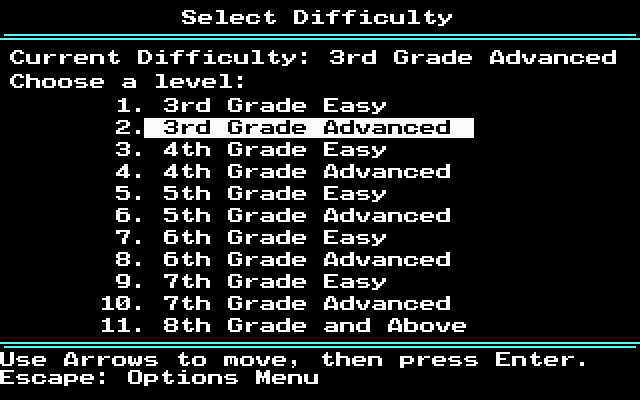 Select Difficulty
Current Difficulty: 3rd Grade Advanced
Choose a level:
1. 3rd Grade Easy
2. 3rd Grade Advanced
3. 4th Grade Easy
4. 4th Grade Advanced
5. 5th Grade Easy
6. 5th Grade Advanced
7. 6th Grade Easy
8. 6th Grade Advanced
9. 7th Grade Easy
10. 7th Grade Advanced
11. 8th Grade and Above
Use Arrows to move, then press Enter.
Escape: Options Menu